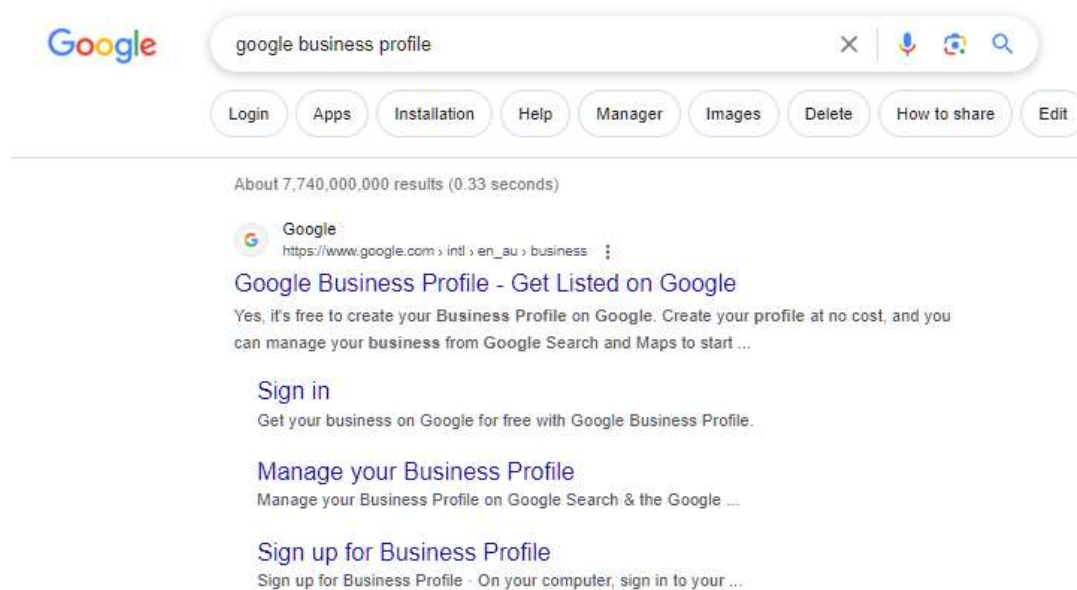 Google
google business profile
Login
Apps
Installation
Help
Manager
Images
Delete
How to share
Edit
About 7,740,000,000 results (0.33 seconds)
G
Google
https://www.google.com › intl › en_au › business
Google Business Profile - Get Listed on Google
Yes, it's free to create your Business Profile on Google. Create your profile at no cost, and you
can manage your business from Google Search and Maps to start ...
Sign in
Get your business on Google for free with Google Business Profile.
Manage your Business Profile
Manage your Business Profile on Google Search & the Google ...
Sign up for Business Profile
Sign up for Business Profile · On your computer, sign in to your ...